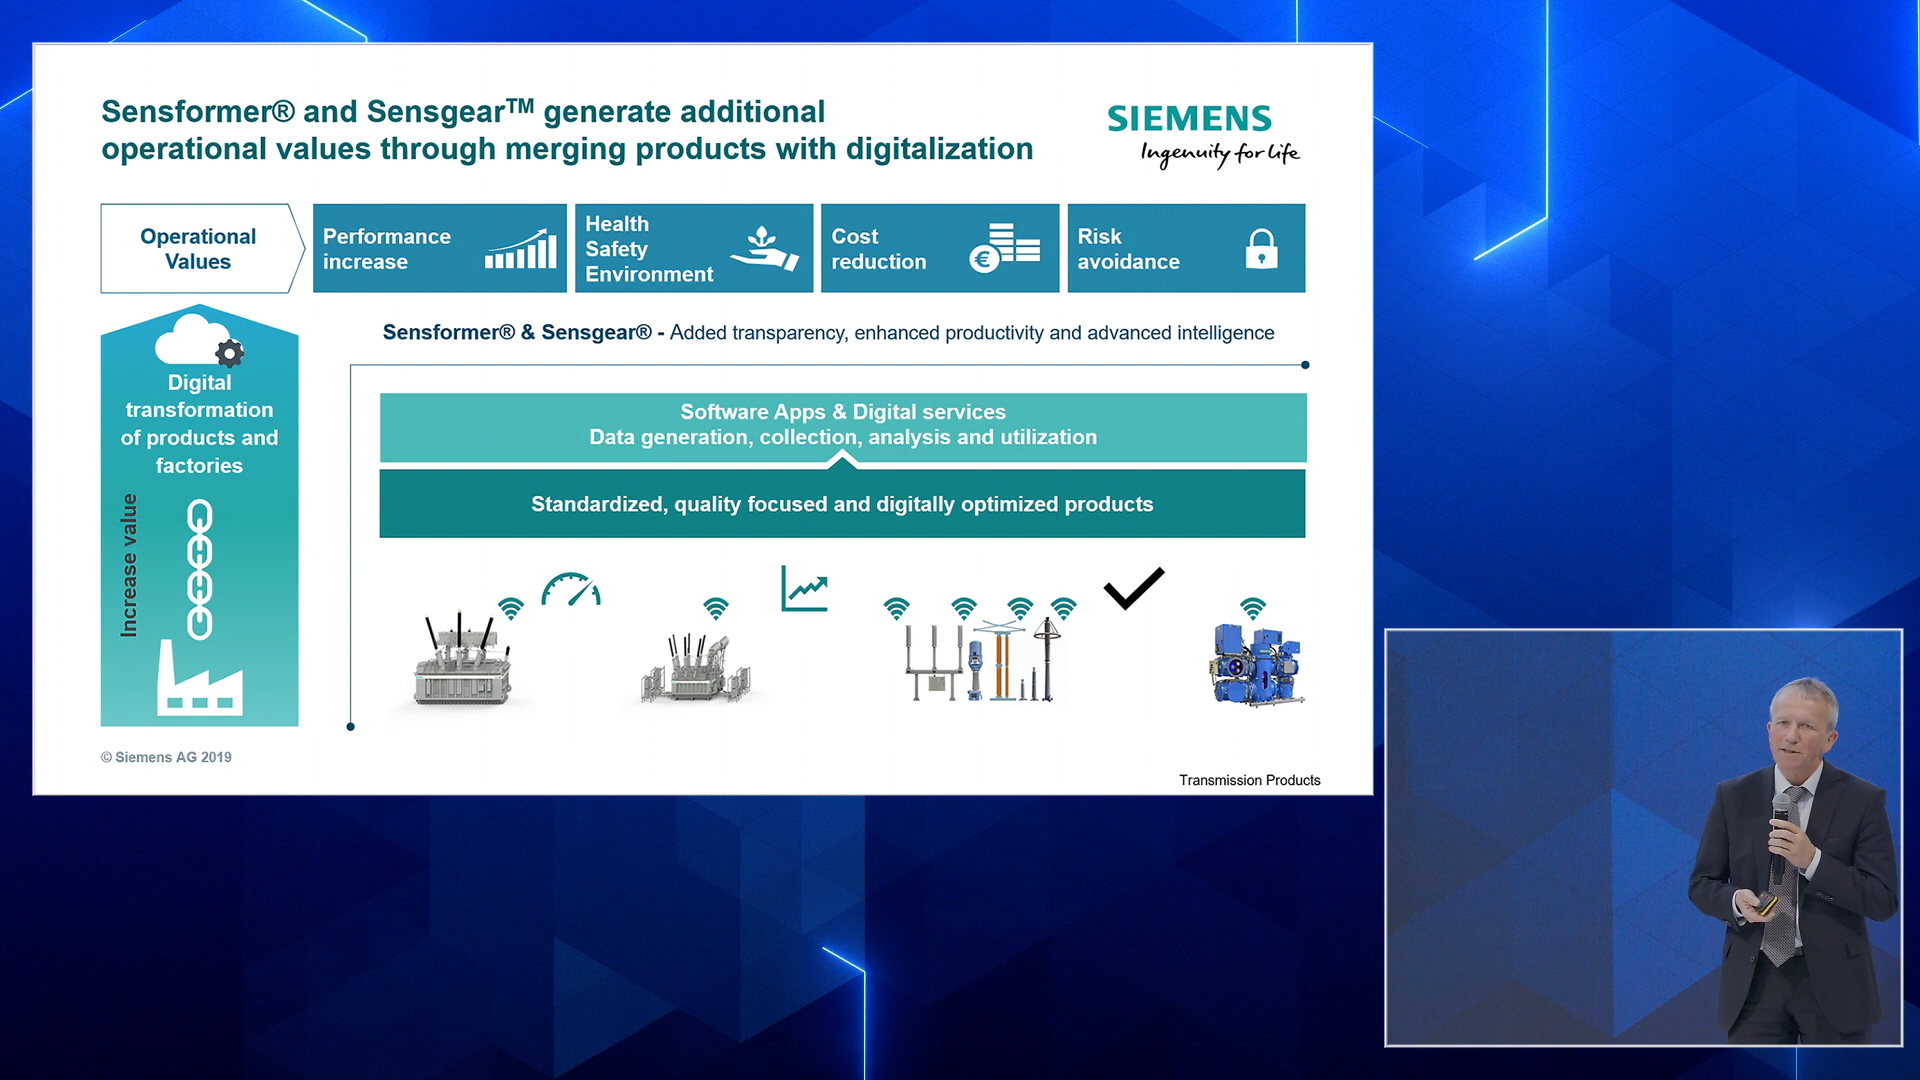 Sensformer® and Sensgear™ generate additional
operational values through merging products with digitalization
SIEMENS
Ingenuity for life
Operational
Values
Performance
increase
Health
Safety
Environment
Cost
reduction
Risk
avoidance
Digital
transformation
of products and
factories
Increase value
Sensformer® & Sensgear® - Added transparency, enhanced productivity and advanced intelligence
Software Apps & Digital services
Data generation, collection, analysis and utilization
Standardized, quality focused and digitally optimized products
© Siemens AG 2019
Transmission Products